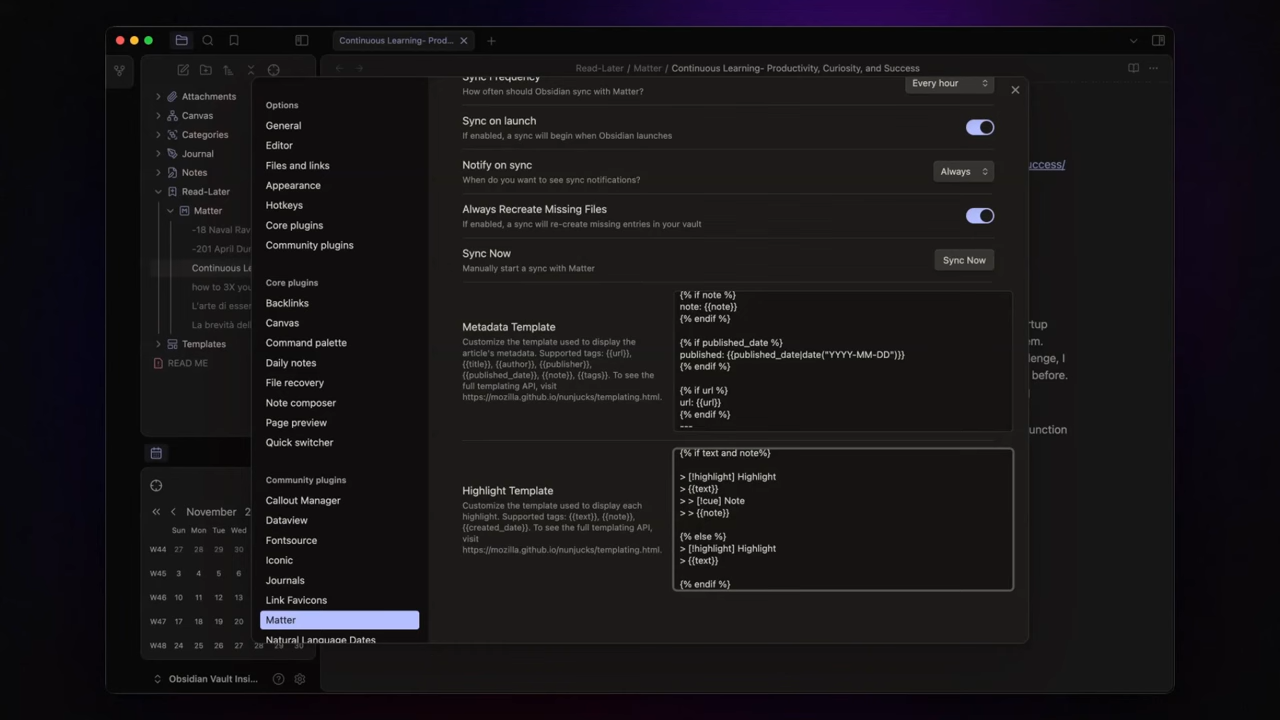 Continuous Learning- Prod...
Read-Later / Matter / Continuous Learning- Productivity, Curiosity, and Success
Attachments
Canvas
Categories
Journal
Notes
Read-Later
Matter
-18 Naval Rav
-201 April Dun
Continuous Le
how to 3X you
L'arte di esser
La brevità dell
Templates
READ ME
November 2
Sun Mon Tue Wed
W44 27 28 29 30
W45 3 4 5 6
W46 10 11 12 13
W47 17 18 19 20
W48 24 25 26 27 28 29 30
Obsidian Vault Insi...
Options
General
Editor
Files and links
Appearance
Hotkeys
Core plugins
Community plugins
Core plugins
Backlinks
Canvas
Command palette
Daily notes
File recovery
Note composer
Page preview
Quick switcher
Community plugins
Callout Manager
Dataview
Fontsource
Iconic
Journals
Link Favicons
Matter
Natural Language Dates
Sync Frequency
How often should Obsidian sync with Matter?
Every hour
Sync on launch
If enabled, a sync will begin when Obsidian launches
Notify on sync
When do you want to see sync notifications?
Always
Always Recreate Missing Files
If enabled, a sync will re-create missing entries in your vault
Sync Now
Manually start a sync with Matter
Sync Now
Metadata Template
Customize the template used to display the
article's metadata. Supported tags: {{url}},
{{title}}, {{author}}, {{publisher}},
{{published_date}}, {{note}}, {{tags}}. To see the
full templating API, visit
https://mozilla.github.io/nunjucks/templating.html.
{% if note %}
note: {{note}}
{% endif %}
{% if published_date %}
published: {{published_date|date("YYYY-MM-DD")}}
{% endif %}
{% if url %}
url: {{url}}
{% endif %}
---
Highlight Template
Customize the template used to display each
highlight. Supported tags: {{text}}, {{note}},
{{created_date}}. To see the full templating API,
visit
https://mozilla.github.io/nunjucks/templating.html.
{% if text and note%}
> [!highlight] Highlight
> {{text}}
> > [!cue] Note
> > {{note}}
{% else %}
> [!highlight] Highlight
> {{text}}
{% endif %}
uccess/
rtup
m.
lenge, I
before.
unction